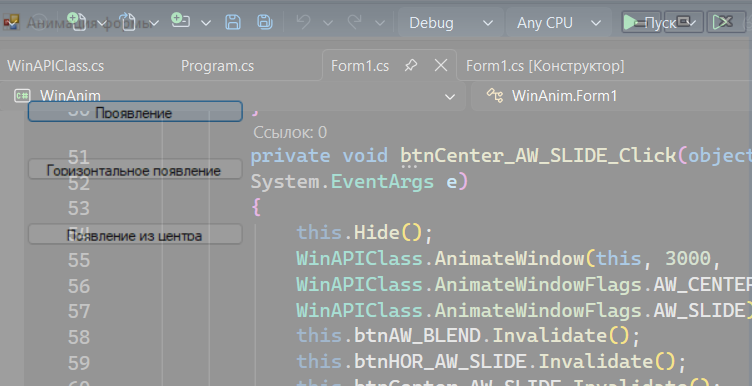 Анимация формы
Debug Any CPU Пуск
WinAPIClass.cs Program.cs Form1.cs Form1.cs [Конструктор]
WinAnim WinAnim.Form1
50 }
Проявление
Ссылок: 0
51 private void btnCenter_AW_SLIDE_Click(object
Горизонтальное появление
52 System.EventArgs e)
53 {
54 this.Hide();
Появление из центра
55 WinAPIClass.AnimateWindow(this, 3000,
56 WinAPIClass.AnimateWindowFlags.AW_CENTER
57 WinAPIClass.AnimateWindowFlags.AW_SLIDE)
58 this.btnAW_BLEND.Invalidate();
59 this.btnHOR_AW_SLIDE.Invalidate();
60 this.btnCenter_AW_SLIDE.Invalidate();